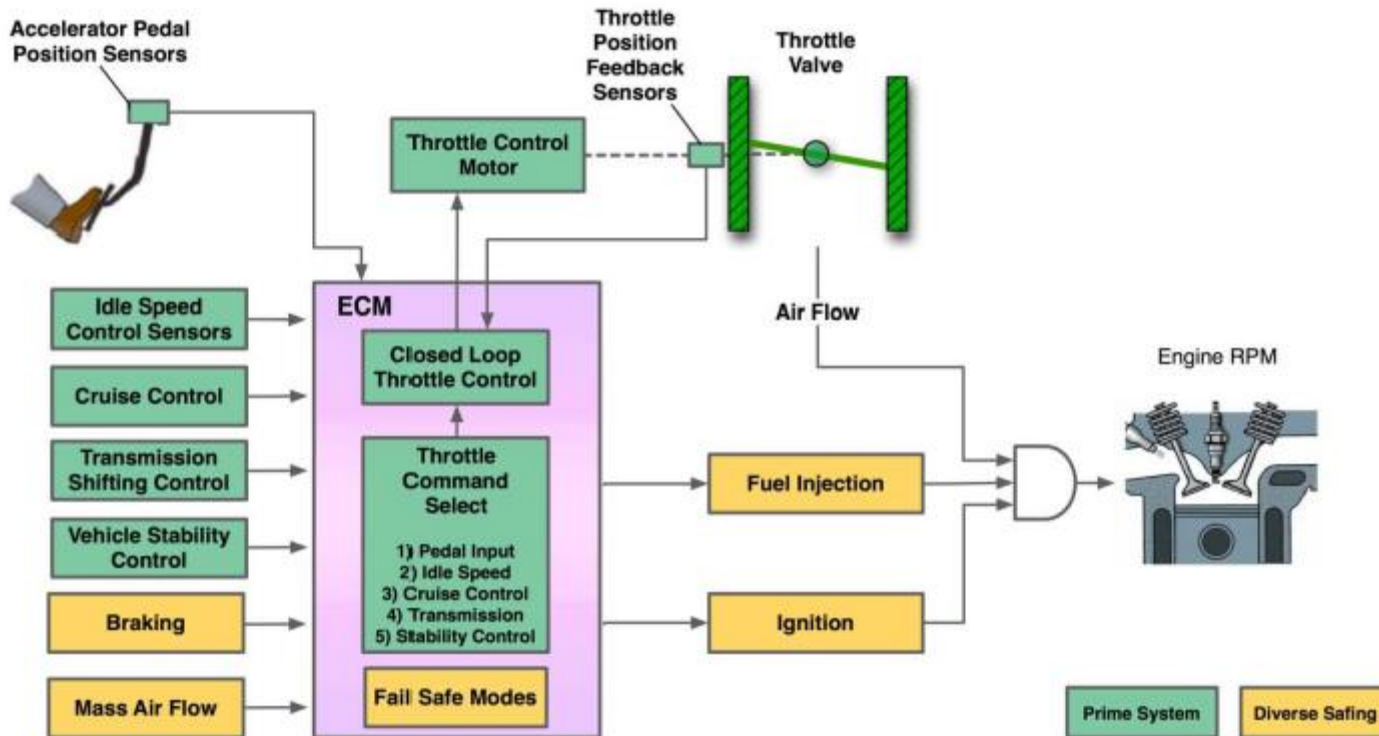 Accelerator Pedal
Position Sensors
Throttle
Position
Feedback
Sensors
Throttle
Valve
Throttle Control
Motor
Idle Speed
Control Sensors
ECM
Closed Loop
Throttle Control
Air Flow
Engine RPM
Cruise Control
Transmission
Shifting Control
Throttle
Command
Select
1) Pedal Input
2) Idle Speed
3) Cruise Control
4) Transmission
5) Stability Control
Fuel Injection
Vehicle Stability
Control
Braking
Ignition
Mass Air Flow
Fail Safe Modes
Prime System
Diverse Safing